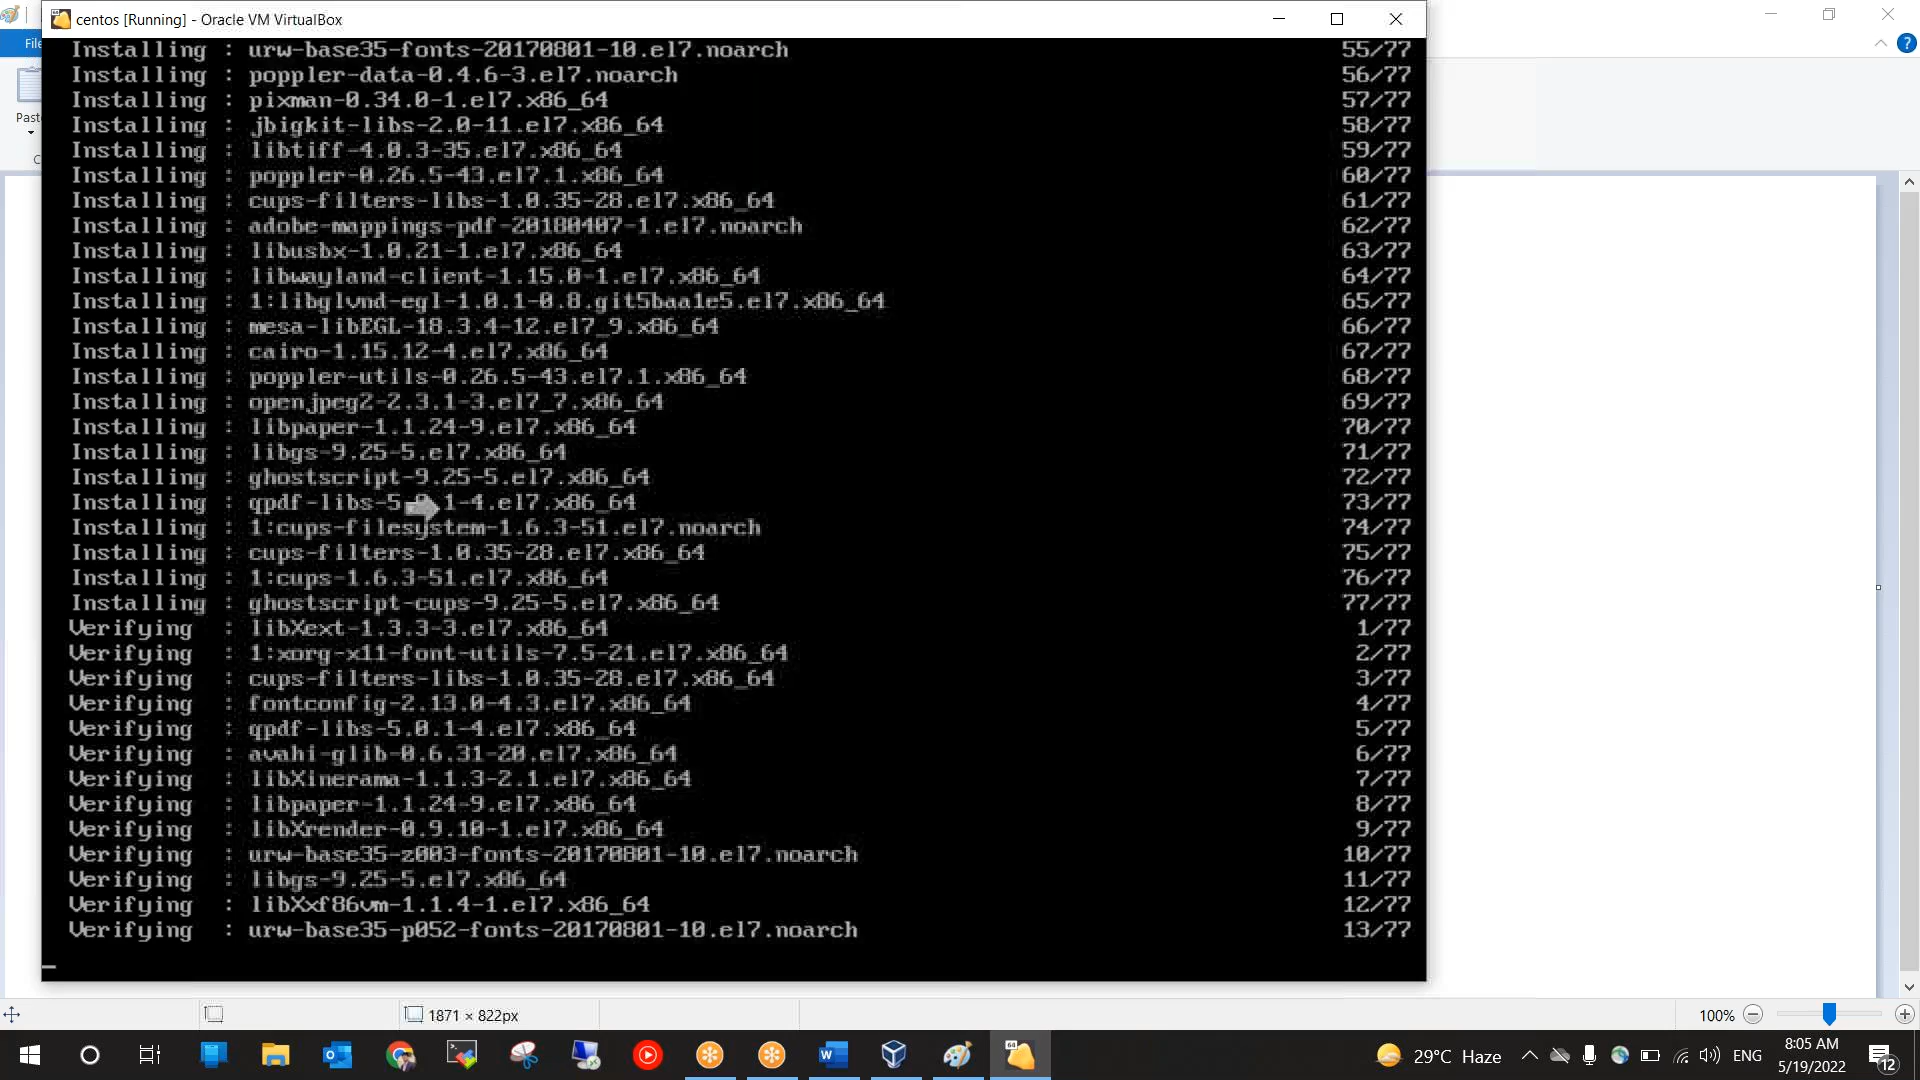 centos [Running] - Oracle VM VirtualBox
File
Paste
Installing : urw-base35-fonts-20170801-10.el7.noarch 55/77
Installing : poppler-data-0.4.6-3.el7.noarch 56/77
Installing : pixman-0.34.0-1.el7.x86_64 57/77
Installing : jbigkit-libs-2.0-11.el7.x86_64 58/77
Installing : libtiff-4.0.3-35.el7.x86_64 59/77
Installing : poppler-0.26.5-43.el7.1.x86_64 60/77
Installing : cups-filters-libs-1.0.35-28.el7.x86_64 61/77
Installing : adobe-mappings-pdf-20180407-1.el7.noarch 62/77
Installing : libusbx-1.0.21-1.el7.x86_64 63/77
Installing : libwayland-client-1.15.0-1.el7.x86_64 64/77
Installing : 1:libglvnd-egl-1.0.1-0.8.git5baa1e5.el7.x86_64 65/77
Installing : mesa-libEGL-18.3.4-12.el7_9.x86_64 66/77
Installing : cairo-1.15.12-4.el7.x86_64 67/77
Installing : poppler-utils-0.26.5-43.el7.1.x86_64 68/77
Installing : openjpeg2-2.3.1-3.el7_7.x86_64 69/77
Installing : libpaper-1.1.24-9.el7.x86_64 70/77
Installing : libgs-9.25-5.el7.x86_64 71/77
Installing : ghostscript-9.25-5.el7.x86_64 72/77
Installing : qpdf-libs-5.0.1-4.el7.x86_64 73/77
Installing : 1:cups-filesystem-1.6.3-51.el7.noarch 74/77
Installing : cups-filters-1.0.35-28.el7.x86_64 75/77
Installing : 1:cups-1.6.3-51.el7.x86_64 76/77
Installing : ghostscript-cups-9.25-5.el7.x86_64 77/77
Verifying : libXext-1.3.3-3.el7.x86_64 1/77
Verifying : 1:xorg-x11-font-utils-7.5-21.el7.x86_64 2/77
Verifying : cups-filters-libs-1.0.35-28.el7.x86_64 3/77
Verifying : fontconfig-2.13.0-4.3.el7.x86_64 4/77
Verifying : qpdf-libs-5.0.1-4.el7.x86_64 5/77
Verifying : avahi-glib-0.6.31-20.el7.x86_64 6/77
Verifying : libXinerama-1.1.3-2.1.el7.x86_64 7/77
Verifying : libpaper-1.1.24-9.el7.x86_64 8/77
Verifying : libXrender-0.9.10-1.el7.x86_64 9/77
Verifying : urw-base35-z003-fonts-20170801-10.el7.noarch 10/77
Verifying : libgs-9.25-5.el7.x86_64 11/77
Verifying : libXxf86vm-1.1.4-1.el7.x86_64 12/77
Verifying : urw-base35-p052-fonts-20170801-10.el7.noarch 13/77
1871 × 822px
100%
29°C Haze
ENG
8:05 AM
5/19/2022
12